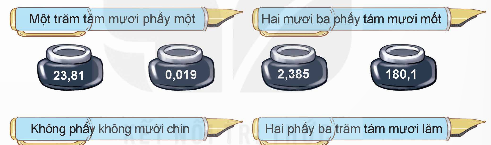 Một trăm tám mươi phẩy một
Hai mươi ba phẩy tám mươi mốt
23,81
0,019
2,385
180,1
Không phẩy không mười chín
Hai phẩy ba trăm tám mươi lăm